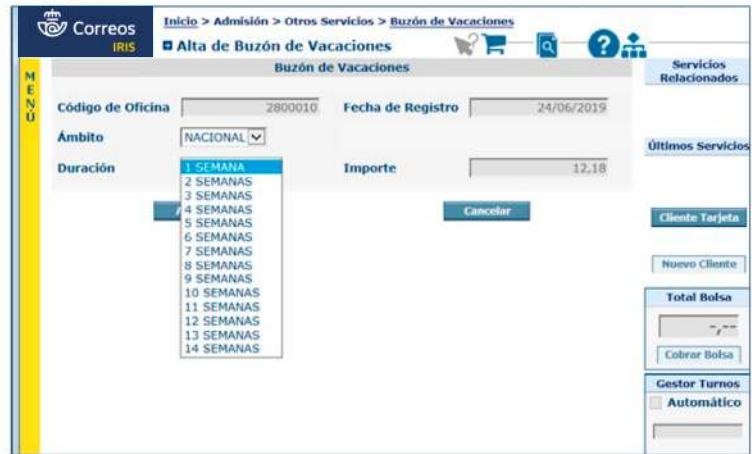 Correos
IRIS
Inicio > Admisión > Otros Servicios > Buzón de Vacaciones
Alta de Buzón de Vacaciones
MENÚ
Buzón de Vacaciones
Código de Oficina 2800010 Fecha de Registro 24/06/2019
Ámbito NACIONAL
Duración 1 SEMANA Importe 12,18
2 SEMANAS
3 SEMANAS
4 SEMANAS
5 SEMANAS
6 SEMANAS
7 SEMANAS
8 SEMANAS
9 SEMANAS
10 SEMANAS
11 SEMANAS
12 SEMANAS
13 SEMANAS
14 SEMANAS
Cancelar
Servicios
Relacionados
Últimos Servicios
Cliente Tarjeta
Nuevo Cliente
Total Bolsa
-,--
Cobrar Bolsa
Gestor Turnos
Automático